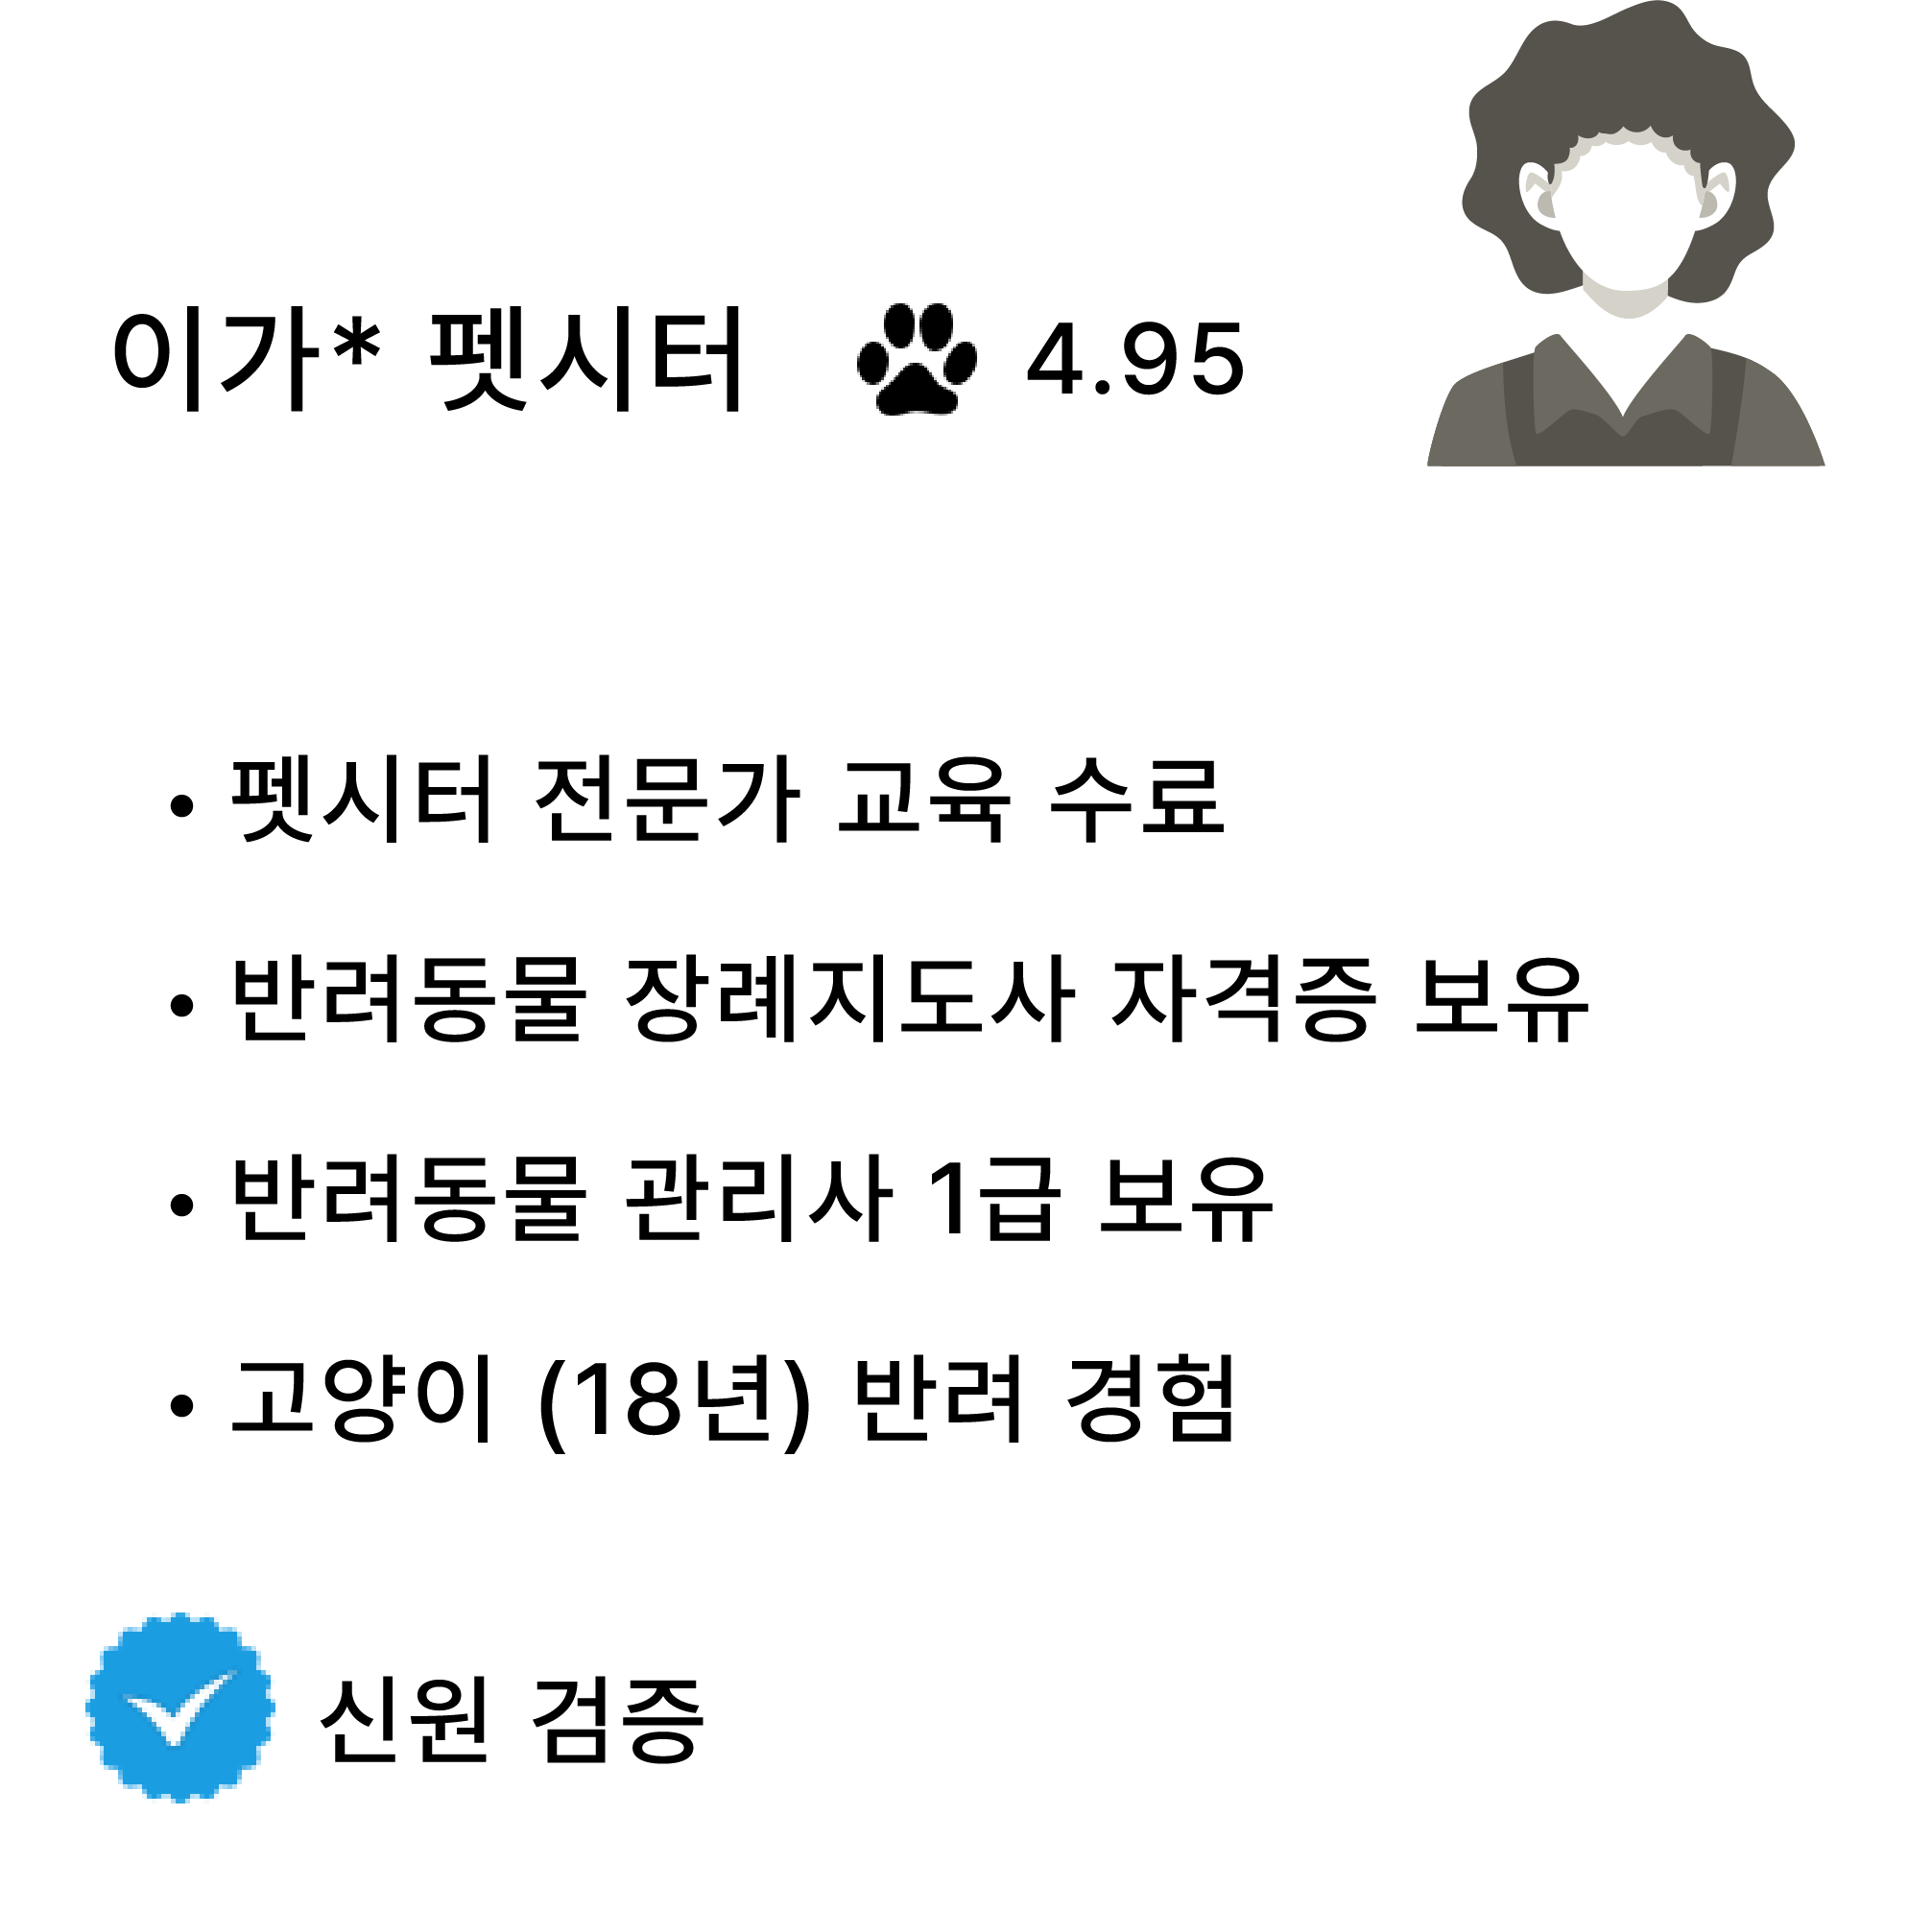 이가* 펫시터 4.95
• 펫시터 전문가 교육 수료
• 반려동물 장례지도사 자격증 보유
• 반려동물 관리사 1급 보유
• 고양이 (18년) 반려 경험
신원 검증